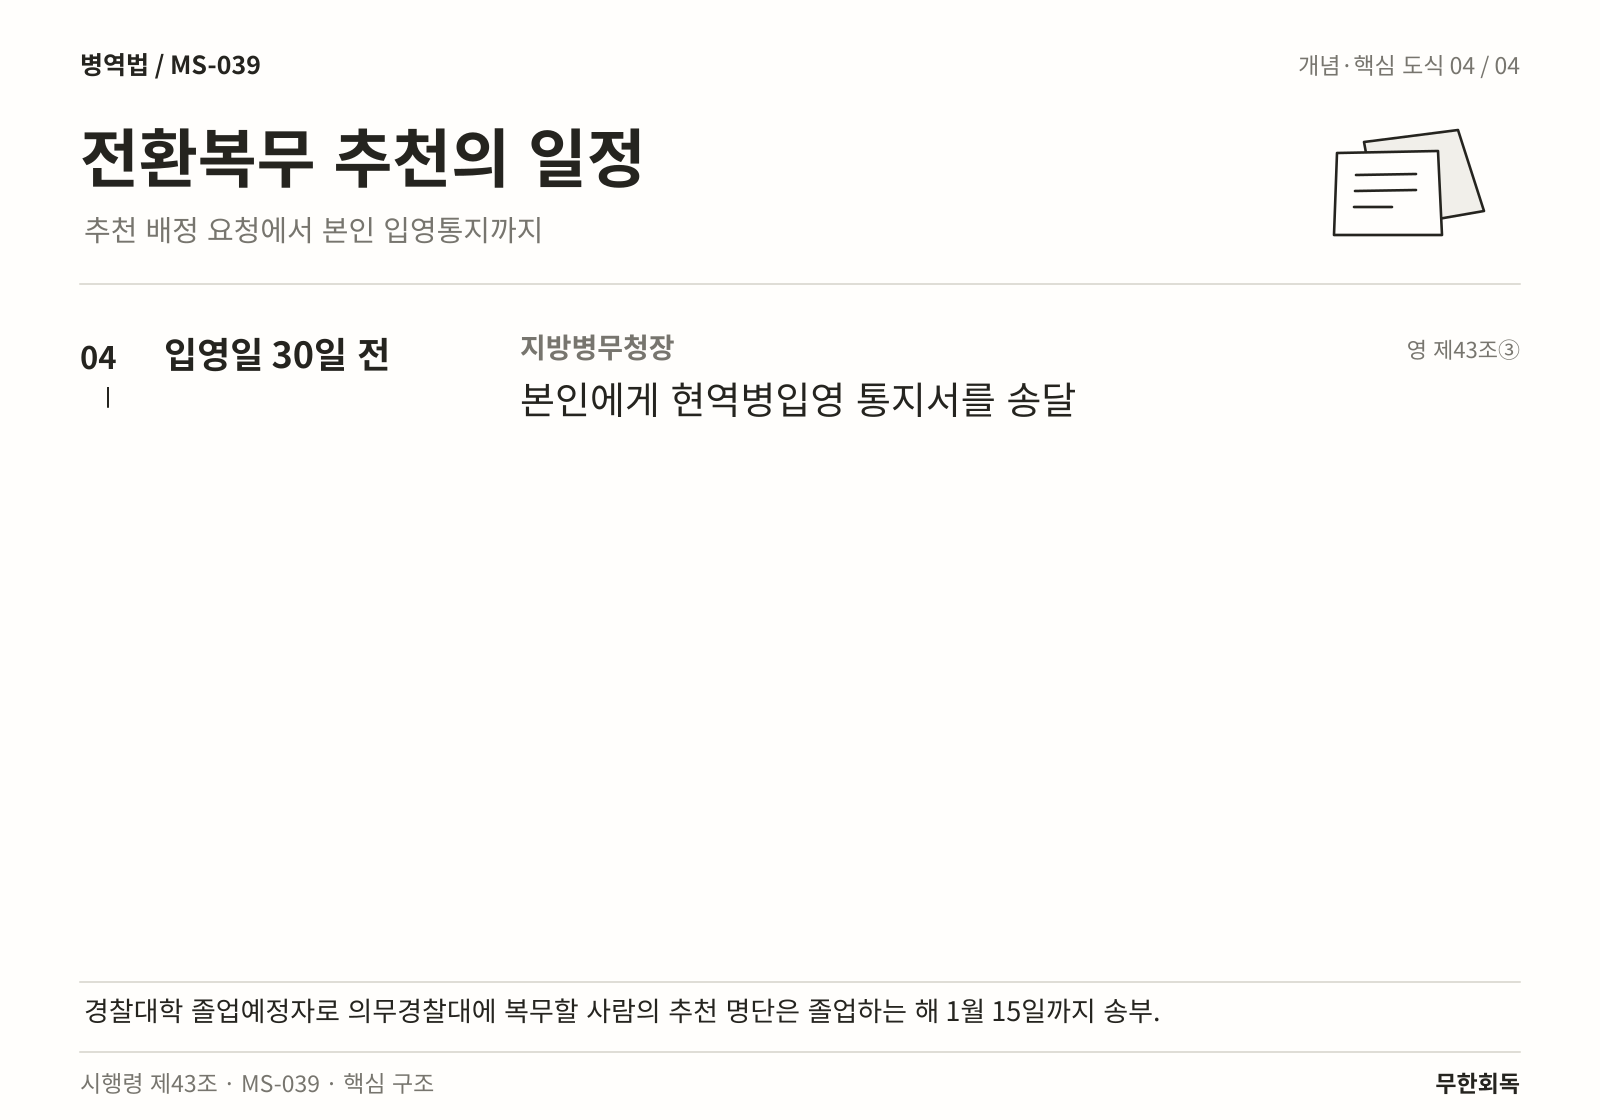 병역법 / MS-039
개념·핵심 도식 04 / 04
전환복무 추천의 일정
추천 배정 요청에서 본인 입영통지까지
04 입영일 30일 전
지방병무청장
영 제43조③
본인에게 현역병입영 통지서를 송달
경찰대학 졸업예정자로 의무경찰대에 복무할 사람의 추천 명단은 졸업하는 해 1월 15일까지 송부.
시행령 제43조 · MS-039 · 핵심 구조
무한회독